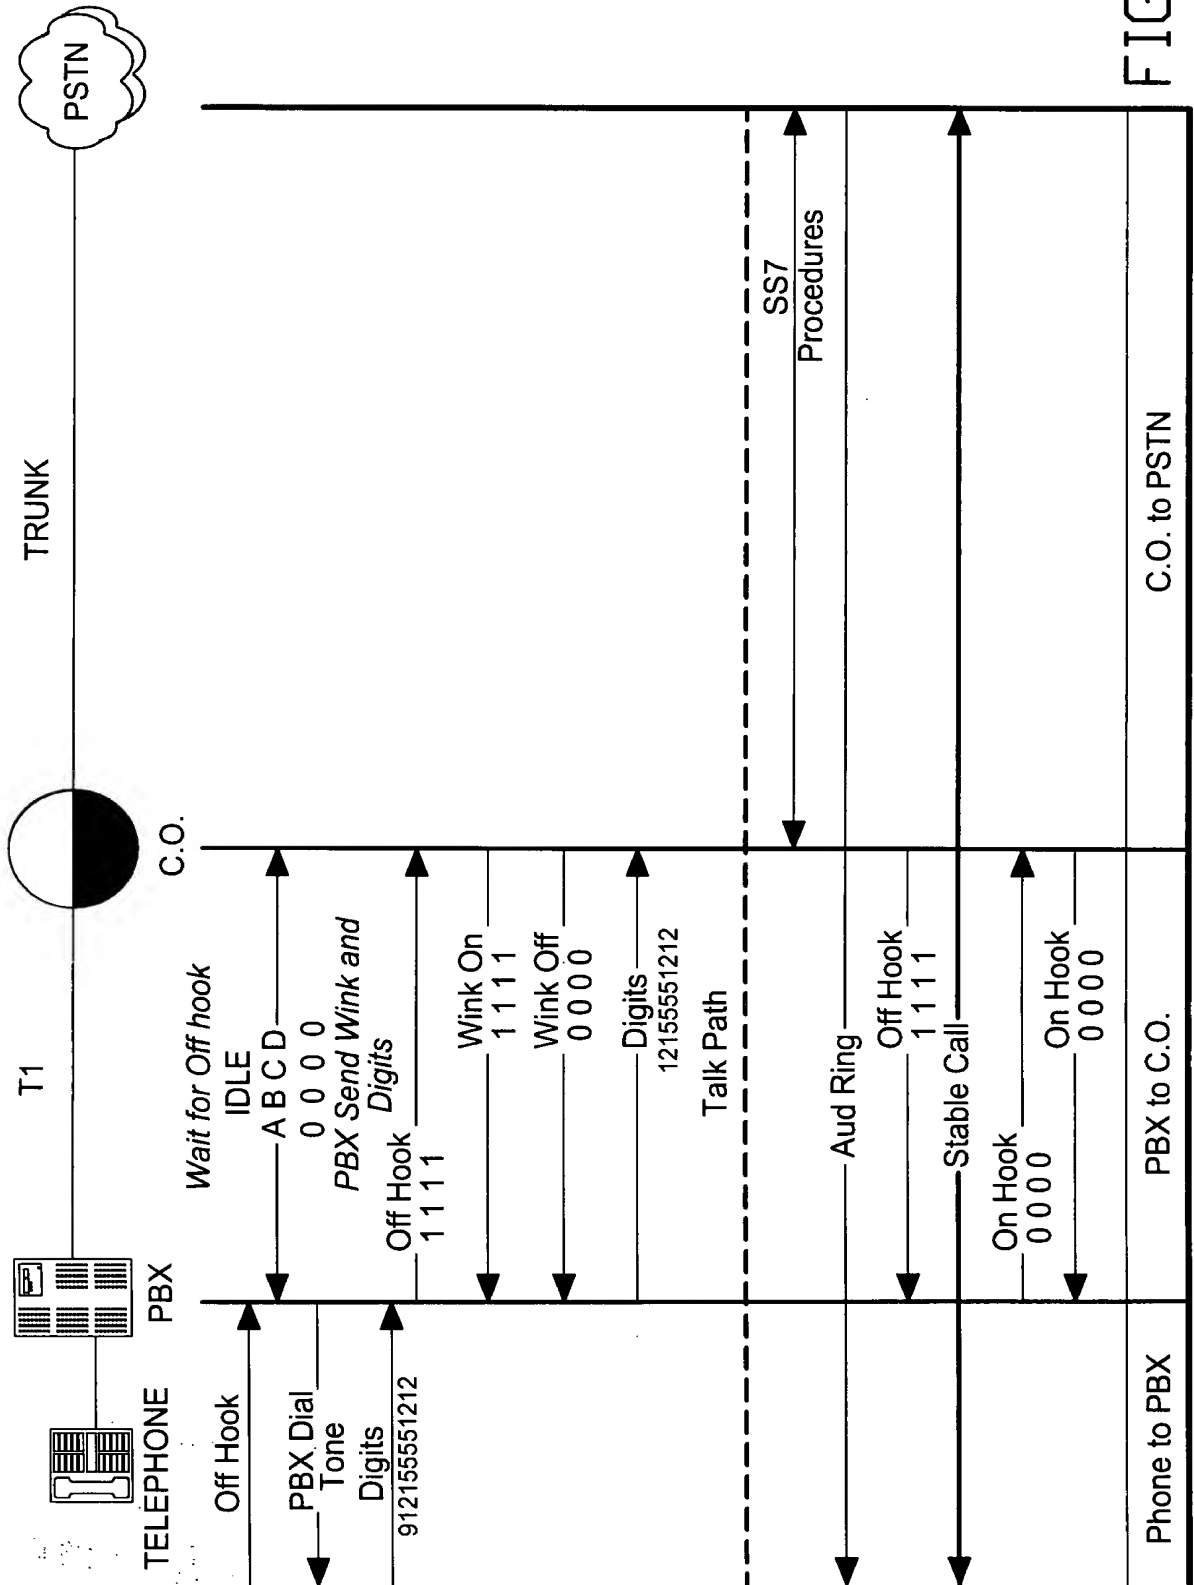 TELEPHONE
PBX
T1
C.O.
TRUNK
PSTN
Off Hook
PBX Dial
Tone
Digits
912155551212
Wait for Off hook
IDLE
A B C D
0 0 0 0
PBX Send Wink and
Digits
Off Hook
1 1 1 1
Wink On
1 1 1 1
Wink Off
0 0 0 0
Digits
12155551212
Talk Path
SS7
Procedures
Aud Ring
Off Hook
1 1 1 1
Stable Call
On Hook
0 0 0 0
On Hook
0 0 0 0
Phone to PBX
PBX to C.O.
C.O. to PSTN
FIG